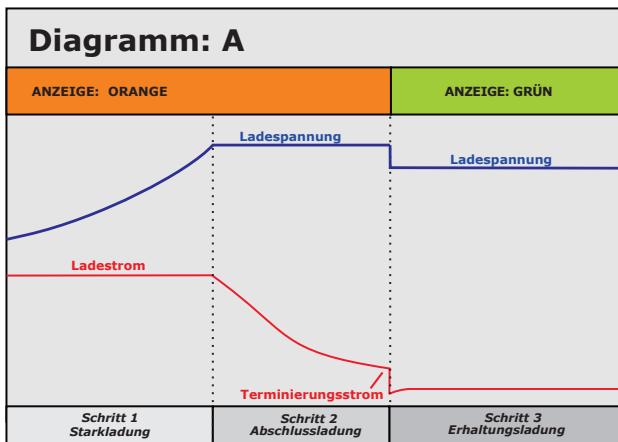 Diagramm: A
ANZEIGE: ORANGE
ANZEIGE: GRÜN
Ladespannung
Ladespannung
Ladestrom
Terminierungsstrom
Schritt 1
Starkladung
Schritt 2
Abschlussladung
Schritt 3
Erhaltungsladung